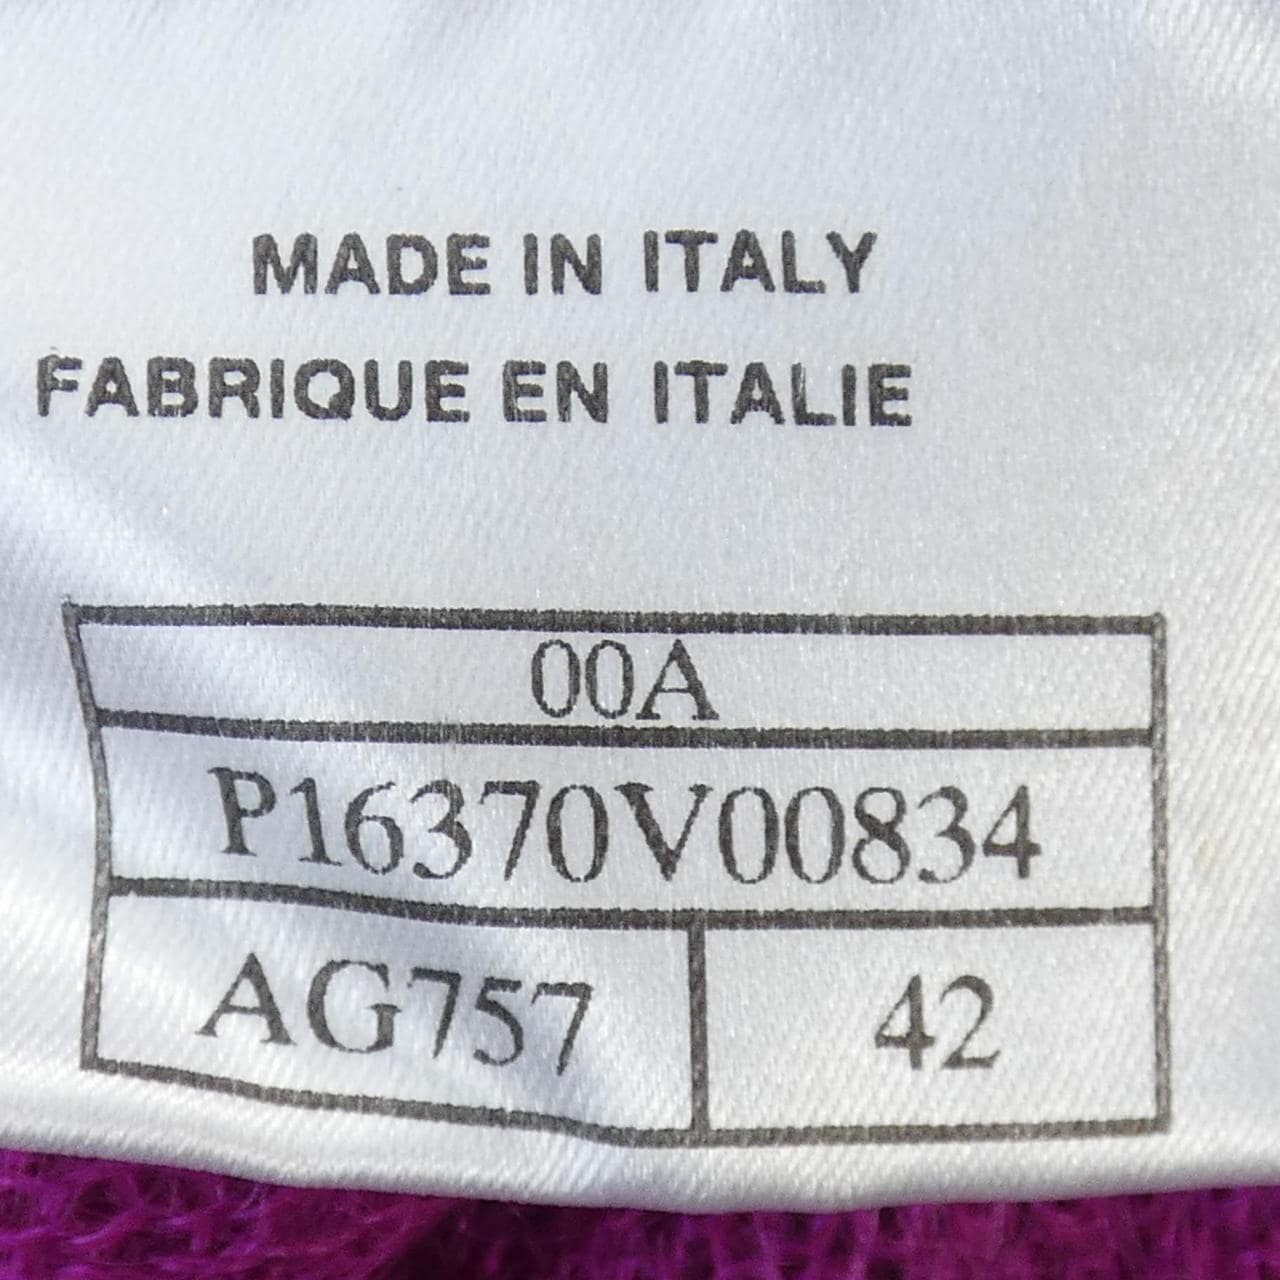 MADE IN ITALY
FABRIQUE EN ITALIE
00A
P16370V00834
AG757 42